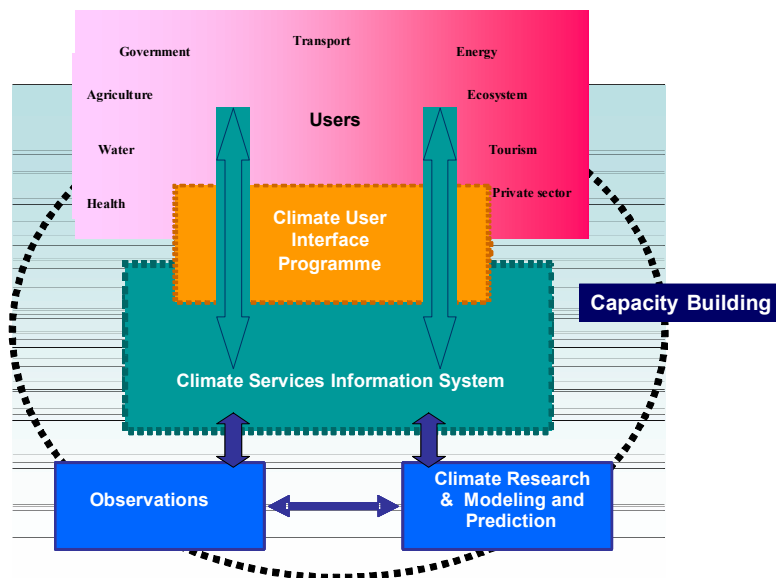 Transport
Government
Energy
Agriculture
Ecosystem
Users
Water
Tourism
Health
Private sector
Climate User
Interface
Programme
Capacity Building
Climate Services Information System
Observations
Climate Research
& Modeling and
Prediction